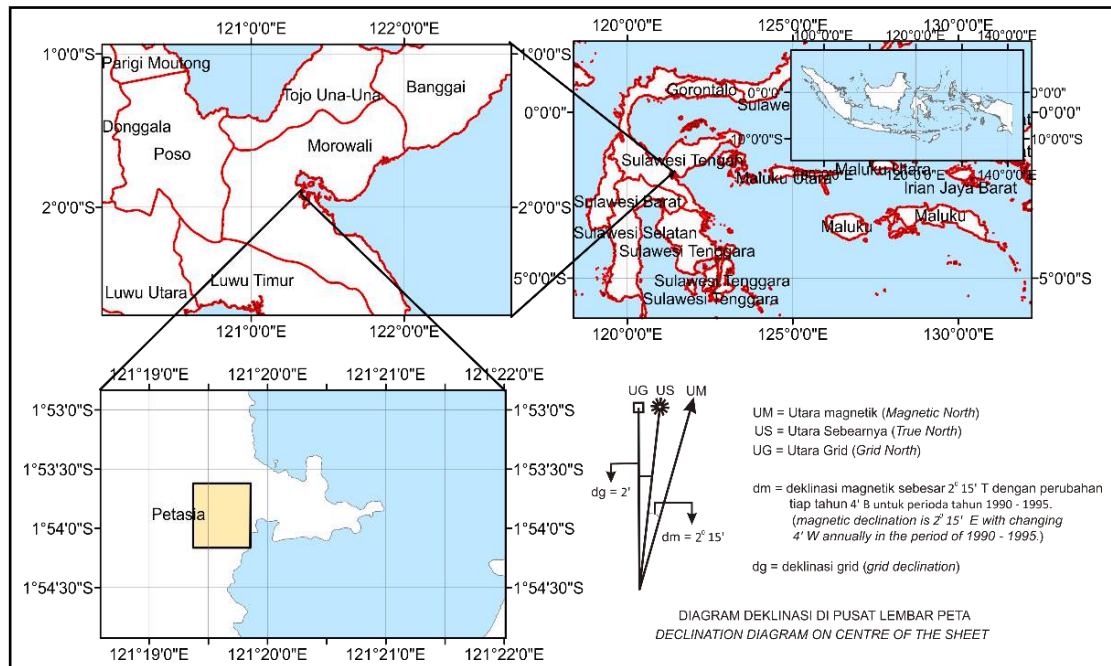 121°0'0"E 122°0'0"E
1°0'0"S 1°0'0"S
Parigi Moutong
Tojo Una-Una
Banggai
Donggala
Poso
Morowali
2°0'0"S 2°0'0"S
Luwu Utara
Luwu Timur
121°0'0"E 122°0'0"E
120°0'0"E 125°0'0"E 130°0'0"E
100°0'0"E 120°0'0"E 140°0'0"E
0°0'0"
Gorontalo
Sulawe
0°0'0"
0°0'0"S
10°0'0"S 10°0'0"S
Sulawesi Tengah
Maluku Utara
Maluku Utara
120°0'0"E 140°0'0"E
Irian Jaya Barat
Sulawesi Barat
Maluku
Maluku
Sulawesi Selatan
Sulawesi Tenggara
Sulawesi Tenggara
Sulawesi Tenggara
5°0'0"S
120°0'0"E 125°0'0"E 130°0'0"E
121°19'0"E 121°20'0"E 121°21'0"E 121°22'0"E
1°53'0"S 1°53'0"S
1°53'30"S 1°53'30"S
Petasia
1°54'0"S 1°54'0"S
1°54'30"S 1°54'30"S
121°19'0"E 121°20'0"E 121°21'0"E 121°22'0"E
UG US UM
dg = 2'
dm = 2° 15'
UM = Utara magnetik (Magnetic North)
US = Utara Sebearnya (True North)
UG = Utara Grid (Grid North)
dm = deklinasi magnetik sebesar 2° 15' T dengan perubahan
tiap tahun 4' B untuk perioda tahun 1990 - 1995.
(magnetic declination is 2° 15' E with changing
4' W annually in the period of 1990 - 1995.)
dg = deklinasi grid (grid declination)
DIAGRAM DEKLINASI DI PUSAT LEMBAR PETA
DECLINATION DIAGRAM ON CENTRE OF THE SHEET